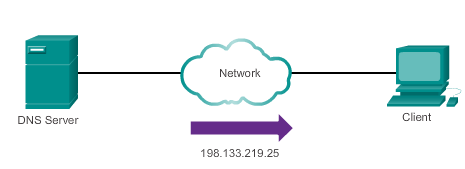 Network
DNS Server
Client
198.133.219.25